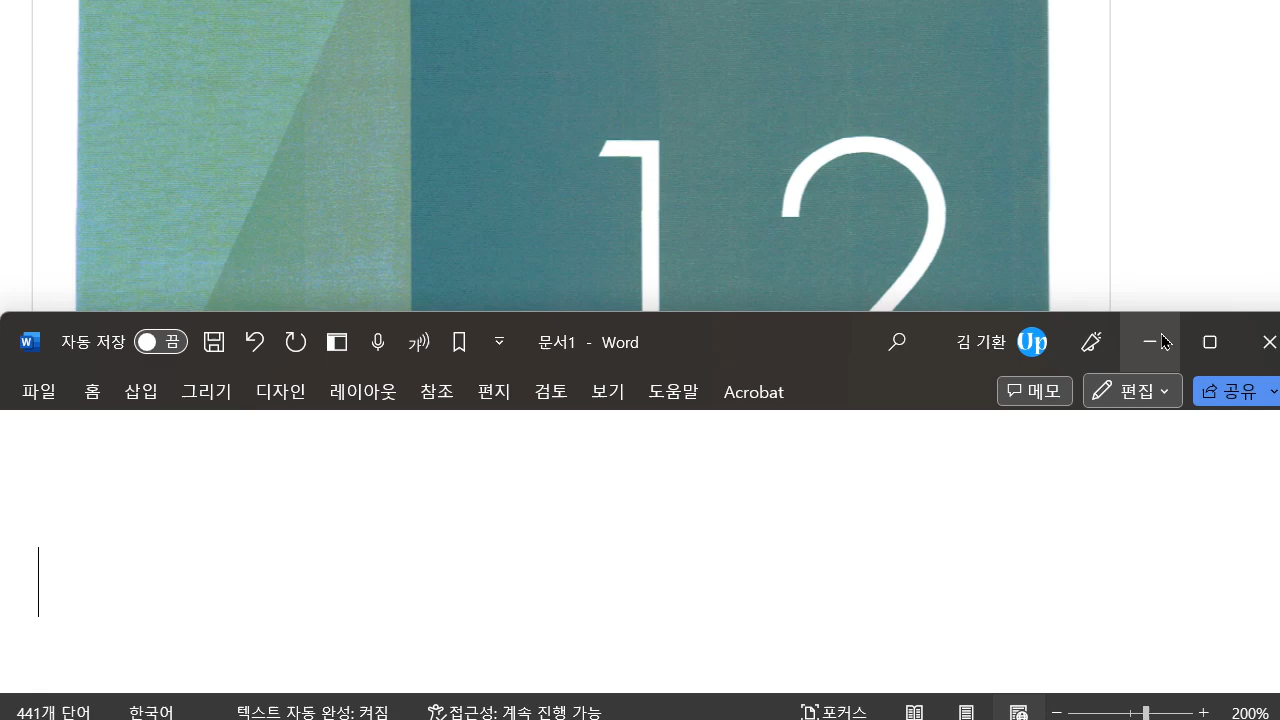 12
자동 저장 끔 가 문서1 - Word 김 기환 Up
파일 홈 삽입 그리기 디자인 레이아웃 참조 편지 검토 보기 도움말 Acrobat 메모 편집 공유
441개 단어 한국어 텍스트 자동 완성: 켜짐 접근성: 계속 진행 가능 포커스 200%